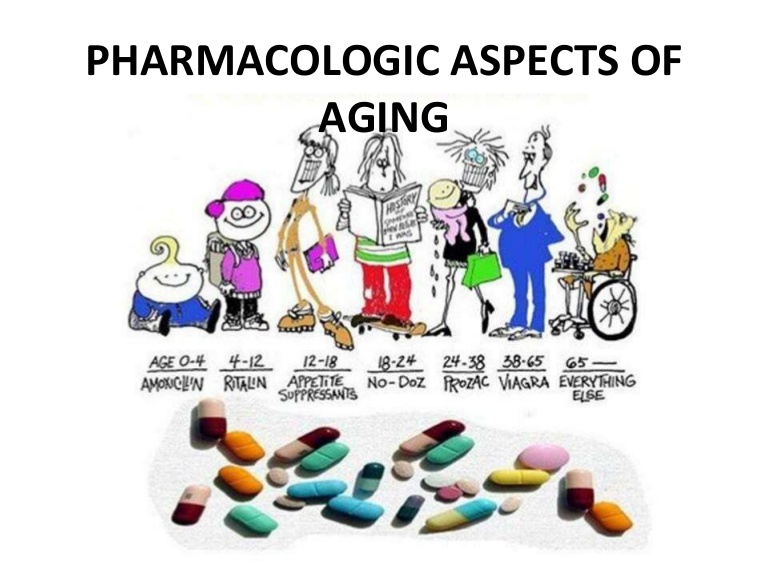 PHARMACOLOGIC ASPECTS OF
AGING
HISTORY
I WAS
AGE 0-4
AMOXICILLIN
4-12
RITALIN
12-18
APPETITE
SUPPRESSANTS
18-24
NO-DOZ
24-38
PROZAC
38-65
VIAGRA
65 —
EVERYTHING
ELSE